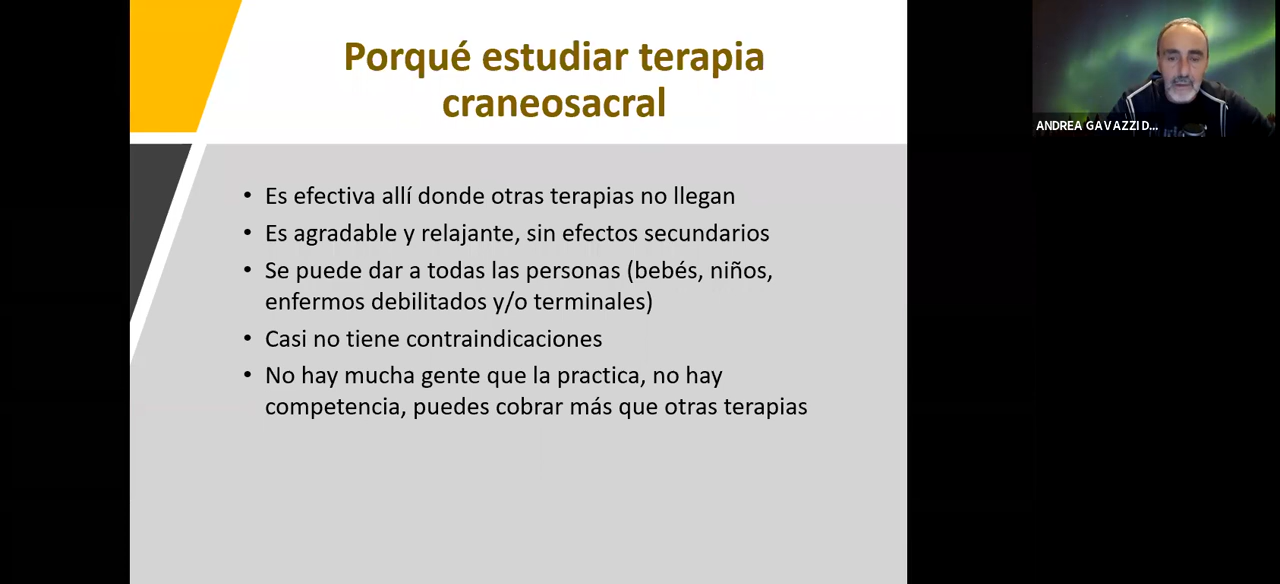 Porqué estudiar terapia
craneosacral
• Es efectiva allí donde otras terapias no llegan
• Es agradable y relajante, sin efectos secundarios
• Se puede dar a todas las personas (bebés, niños,
enfermos debilitados y/o terminales)
• Casi no tiene contraindicaciones
• No hay mucha gente que la practica, no hay
competencia, puedes cobrar más que otras terapias
ANDREA GAVAZZI D...